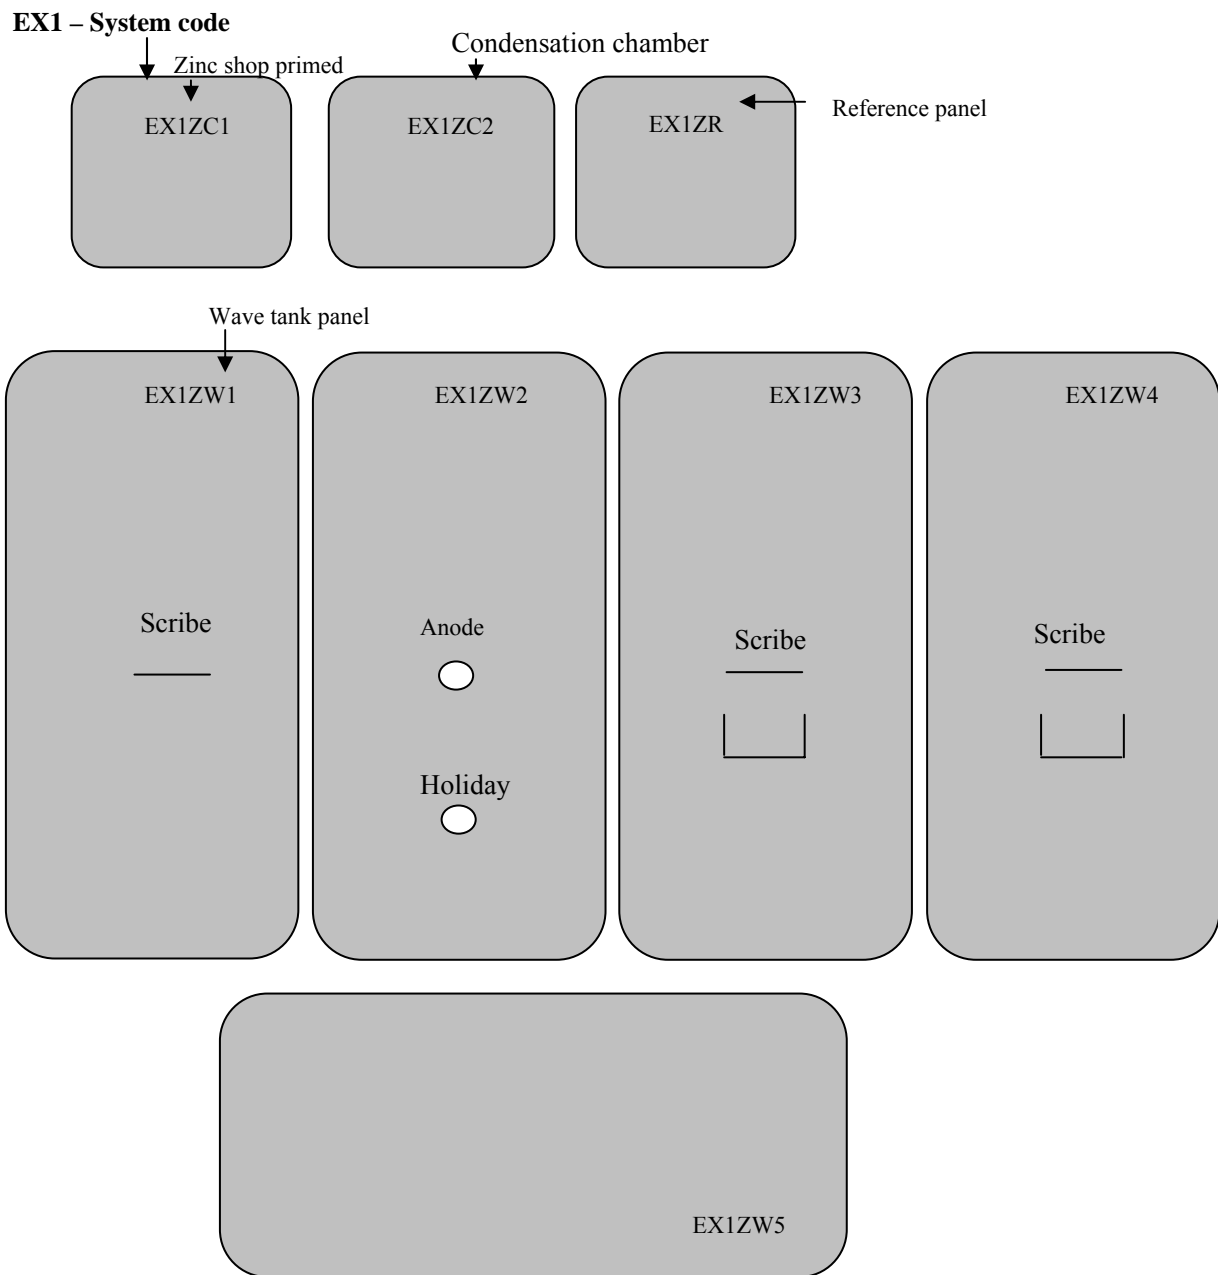 EX1 – System code
Condensation chamber
Zinc shop primed
Reference panel
EX1ZC1
EX1ZC2
EX1ZR
Wave tank panel
EX1ZW1
EX1ZW2
EX1ZW3
EX1ZW4
Scribe
Anode
Scribe
Scribe
Holiday
EX1ZW5